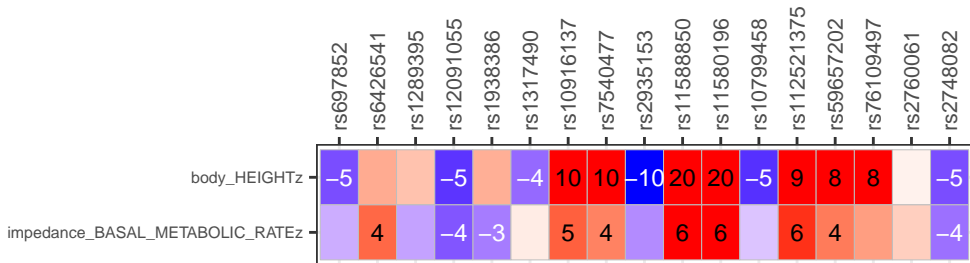 rs697852
rs6426541
rs1289395
rs12091055
rs1938386
rs1317490
rs10916137
rs7540477
rs2935153
rs11588850
rs11580196
rs10799458
rs112521375
rs59657202
rs76109497
rs2760061
rs2748082
body_HEIGHTz −5 −5 −4 10 10 −10 20 20 −5 9 8 8 −5
impedance_BASAL_METABOLIC_RATEz 4 −4 −3 5 4 6 6 6 4 −4